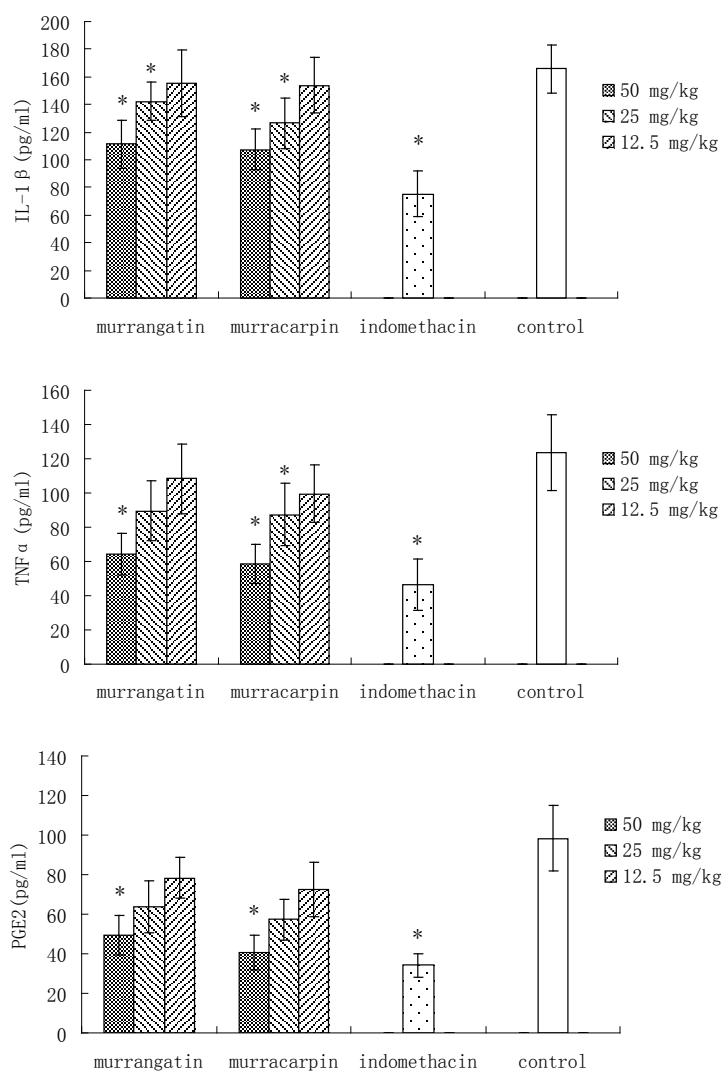 200
180
160
140
120
100
80
60
40
20
0
IL-1β(pg/ml)
* * * * *
murrangatin murracarpin indomethacin control
50 mg/kg
25 mg/kg
12.5 mg/kg
160
140
120
100
80
60
40
20
0
TNFα(pg/ml)
* * * *
murrangatin murracarpin indomethacin control
50 mg/kg
25 mg/kg
12.5 mg/kg
140
120
100
80
60
40
20
0
PGE2(pg/ml)
* * *
murrangatin murracarpin indomethacin control
50 mg/kg
25 mg/kg
12.5 mg/kg